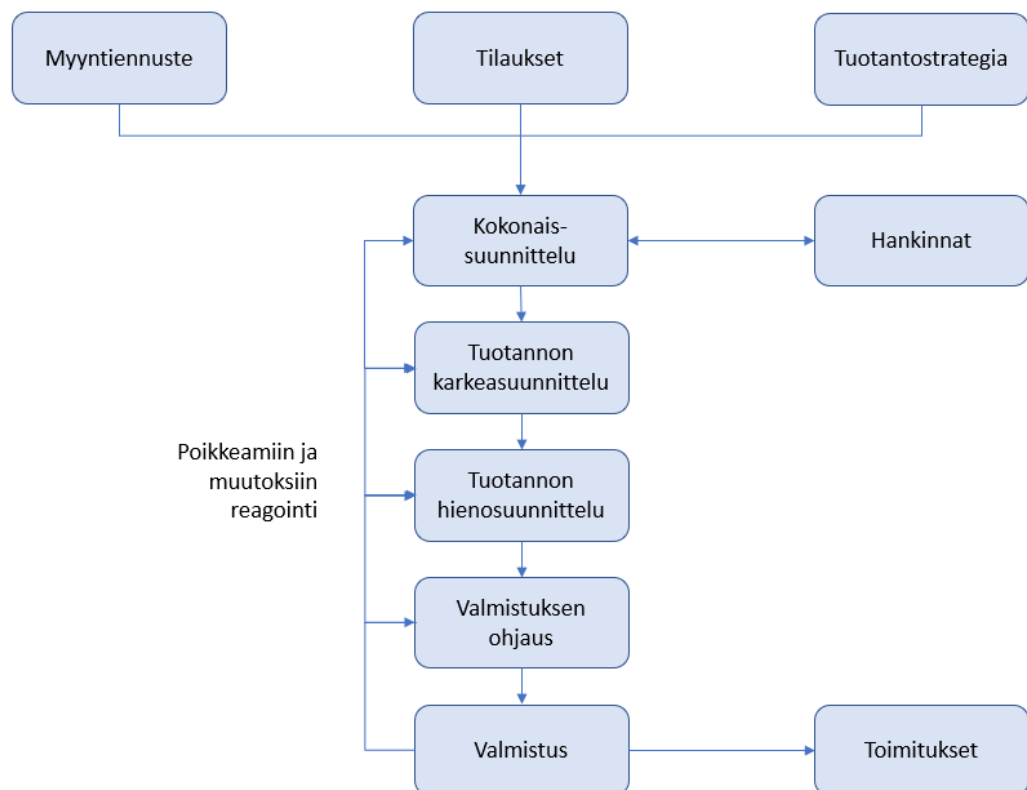 Myyntiennuste
Tilaukset
Tuotantostrategia
Kokonais-
suunnittelu
Hankinnat
Tuotannon
karkeasuunnittelu
Poikkeamiin ja
muutoksiin
reagointi
Tuotannon
hienosuunnittelu
Valmistuksen
ohjaus
Valmistus
Toimitukset